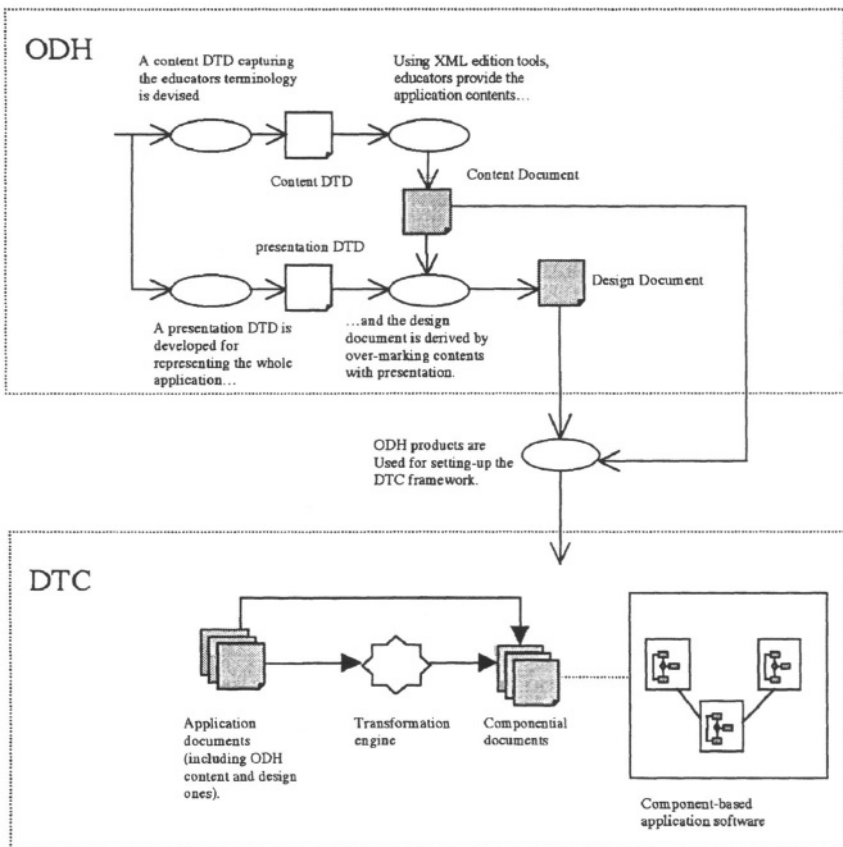 ODH
A content DTD capturing
the educators terminology
is devised
Using XML edition tools,
educators provide the
application contents...
Content DTD
Content Document
presentation DTD
Design Document
A presentation DTD is
developed for
representing the whole
application...
...and the design
document is derived by
over-marking contents
with presentation.
ODH products are
Used for setting-up the
DTC framework.
DTC
Application
documents
(including ODH
content and design
ones).
Transformation
engine
Componential
documents
Component-based
application software